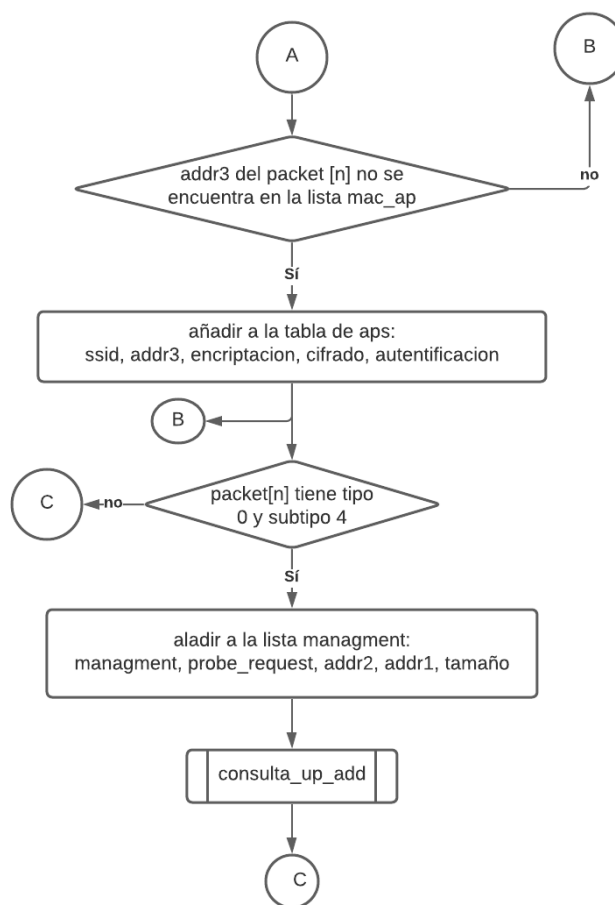 A
B
addr3 del packet [n] no se
encuentra en la lista mac_ap
no
Sí
añadir a la tabla de aps:
ssid, addr3, encriptacion, cifrado, autentificacion
B
C
no
packet[n] tiene tipo
0 y subtipo 4
Sí
aladir a la lista managment:
managment, probe_request, addr2, addr1, tamaño
consulta_up_add
C